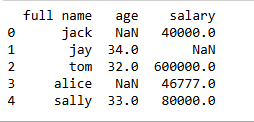 full name age salary
0 jack NaN 40000.0
1 jay 34.0 NaN
2 tom 32.0 600000.0
3 alice NaN 46777.0
4 sally 33.0 80000.0